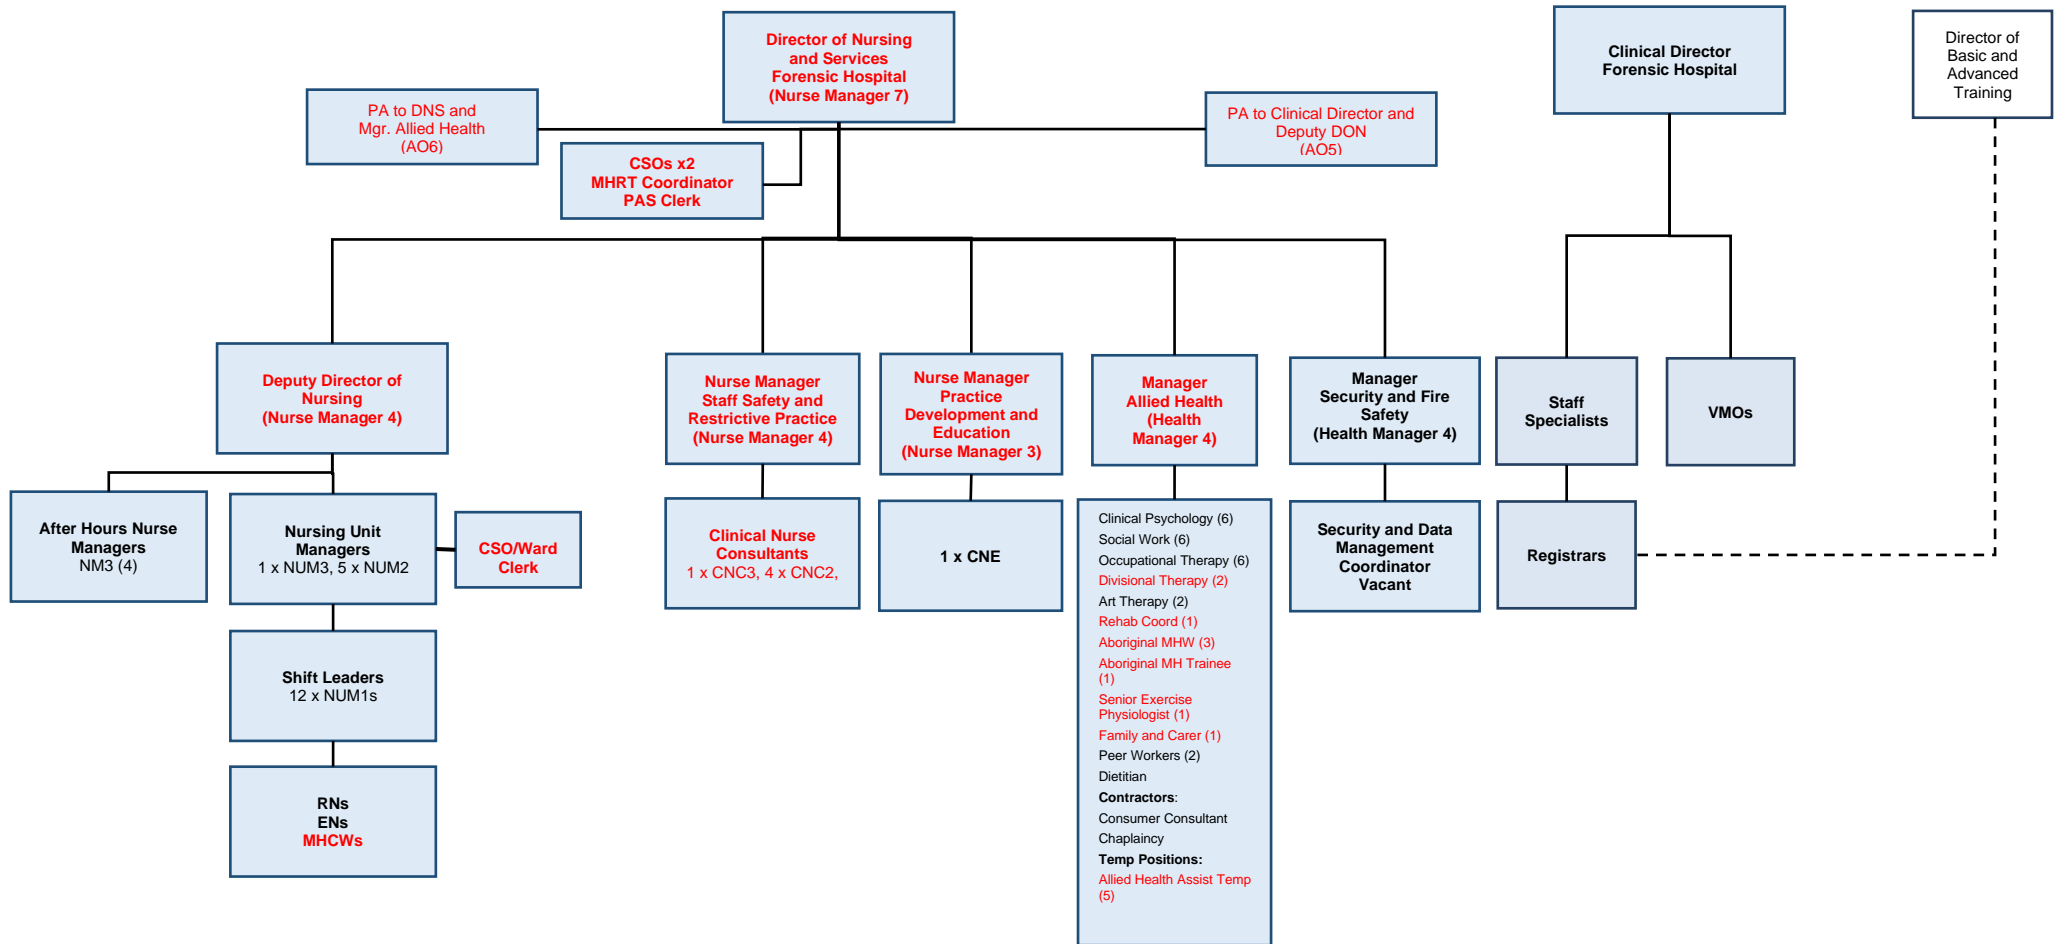 Director of Nursing
and Services
Forensic Hospital
(Nurse Manager 7)
Clinical Director
Forensic Hospital
Director of
Basic and
Advanced
Training
PA to DNS and
Mgr. Allied Health
(AO6)
PA to Clinical Director and
Deputy DON
(AO5)
CSOs x2
MHRT Coordinator
PAS Clerk
Deputy Director of
Nursing
(Nurse Manager 4)
Nurse Manager
Staff Safety and
Restrictive Practice
(Nurse Manager 4)
Nurse Manager
Practice
Development and
Education
(Nurse Manager 3)
Manager
Allied Health
(Health
Manager 4)
Manager
Security and Fire
Safety
(Health Manager 4)
Staff
Specialists
VMOs
After Hours Nurse
Managers
NM3 (4)
Nursing Unit
Managers
1 x NUM3, 5 x NUM2
CSO/Ward
Clerk
Clinical Nurse
Consultants
1 x CNC3, 4 x CNC2,
1 x CNE
Clinical Psychology (6)
Social Work (6)
Occupational Therapy (6)
Divisional Therapy (2)
Art Therapy (2)
Rehab Coord (1)
Aboriginal MHW (3)
Aboriginal MH Trainee
(1)
Senior Exercise
Physiologist (1)
Family and Carer (1)
Peer Workers (2)
Dietitian
Contractors:
Consumer Consultant
Chaplaincy
Temp Positions:
Allied Health Assist Temp
(5)
Security and Data
Management
Coordinator
Vacant
Registrars
Shift Leaders
12 x NUM1s
RNs
ENs
MHCWs